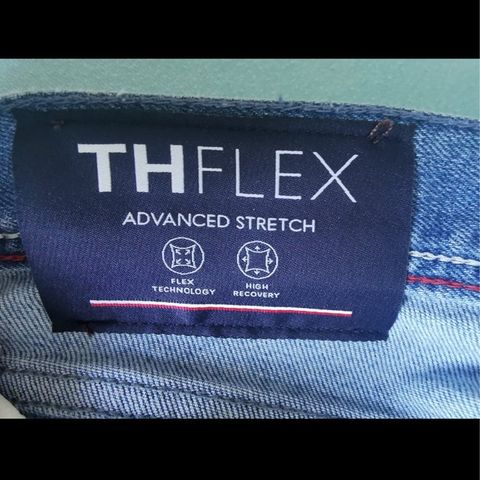 THFLEX
ADVANCED STRETCH
FLEX
TECHNOLOGY
HIGH
RECOVERY